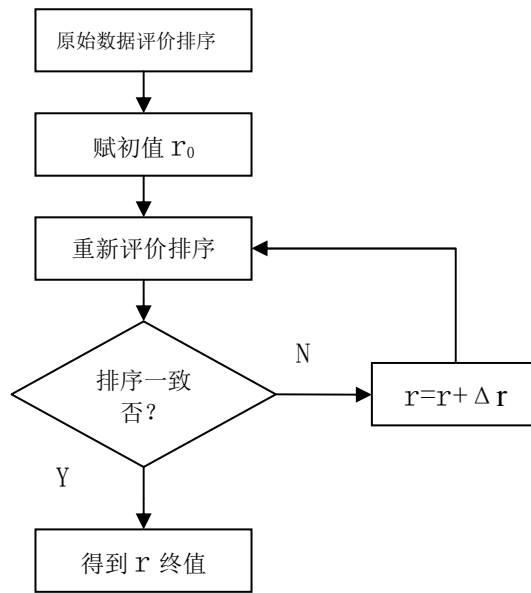 原始数据评价排序
赋初值 r₀
重新评价排序
排序一致
否?
N
r=r+Δr
Y
得到 r 终值